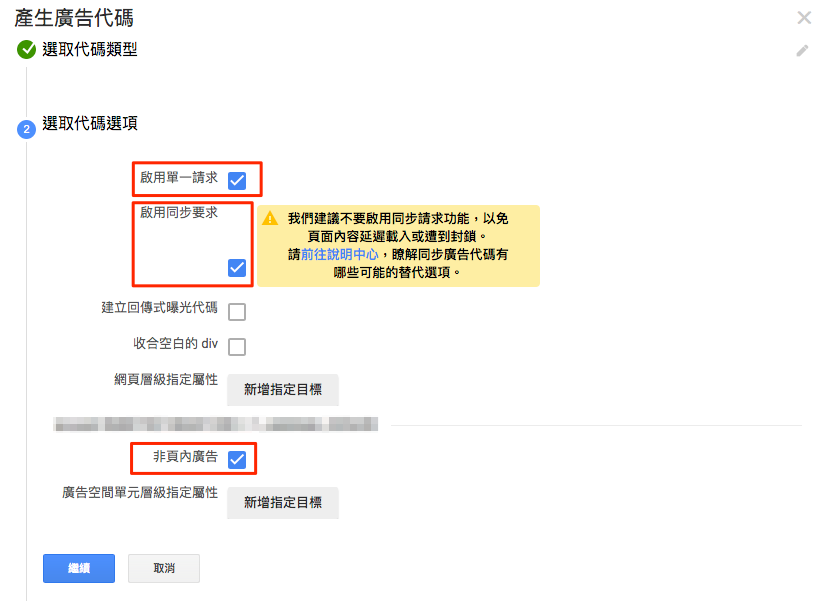 產生廣告代碼
選取代碼類型
2
選取代碼選項
啟用單一請求
啟用同步要求
我們建議不要啟用同步請求功能，以免
頁面內容延遲載入或遭到封鎖。
請前往說明中心，瞭解同步廣告代碼有
哪些可能的替代選項。
建立回傳式曝光代碼
收合空白的 div
網頁層級指定屬性
新增指定目標
非頁內廣告
廣告空間單元層級指定屬性
新增指定目標
繼續
取消